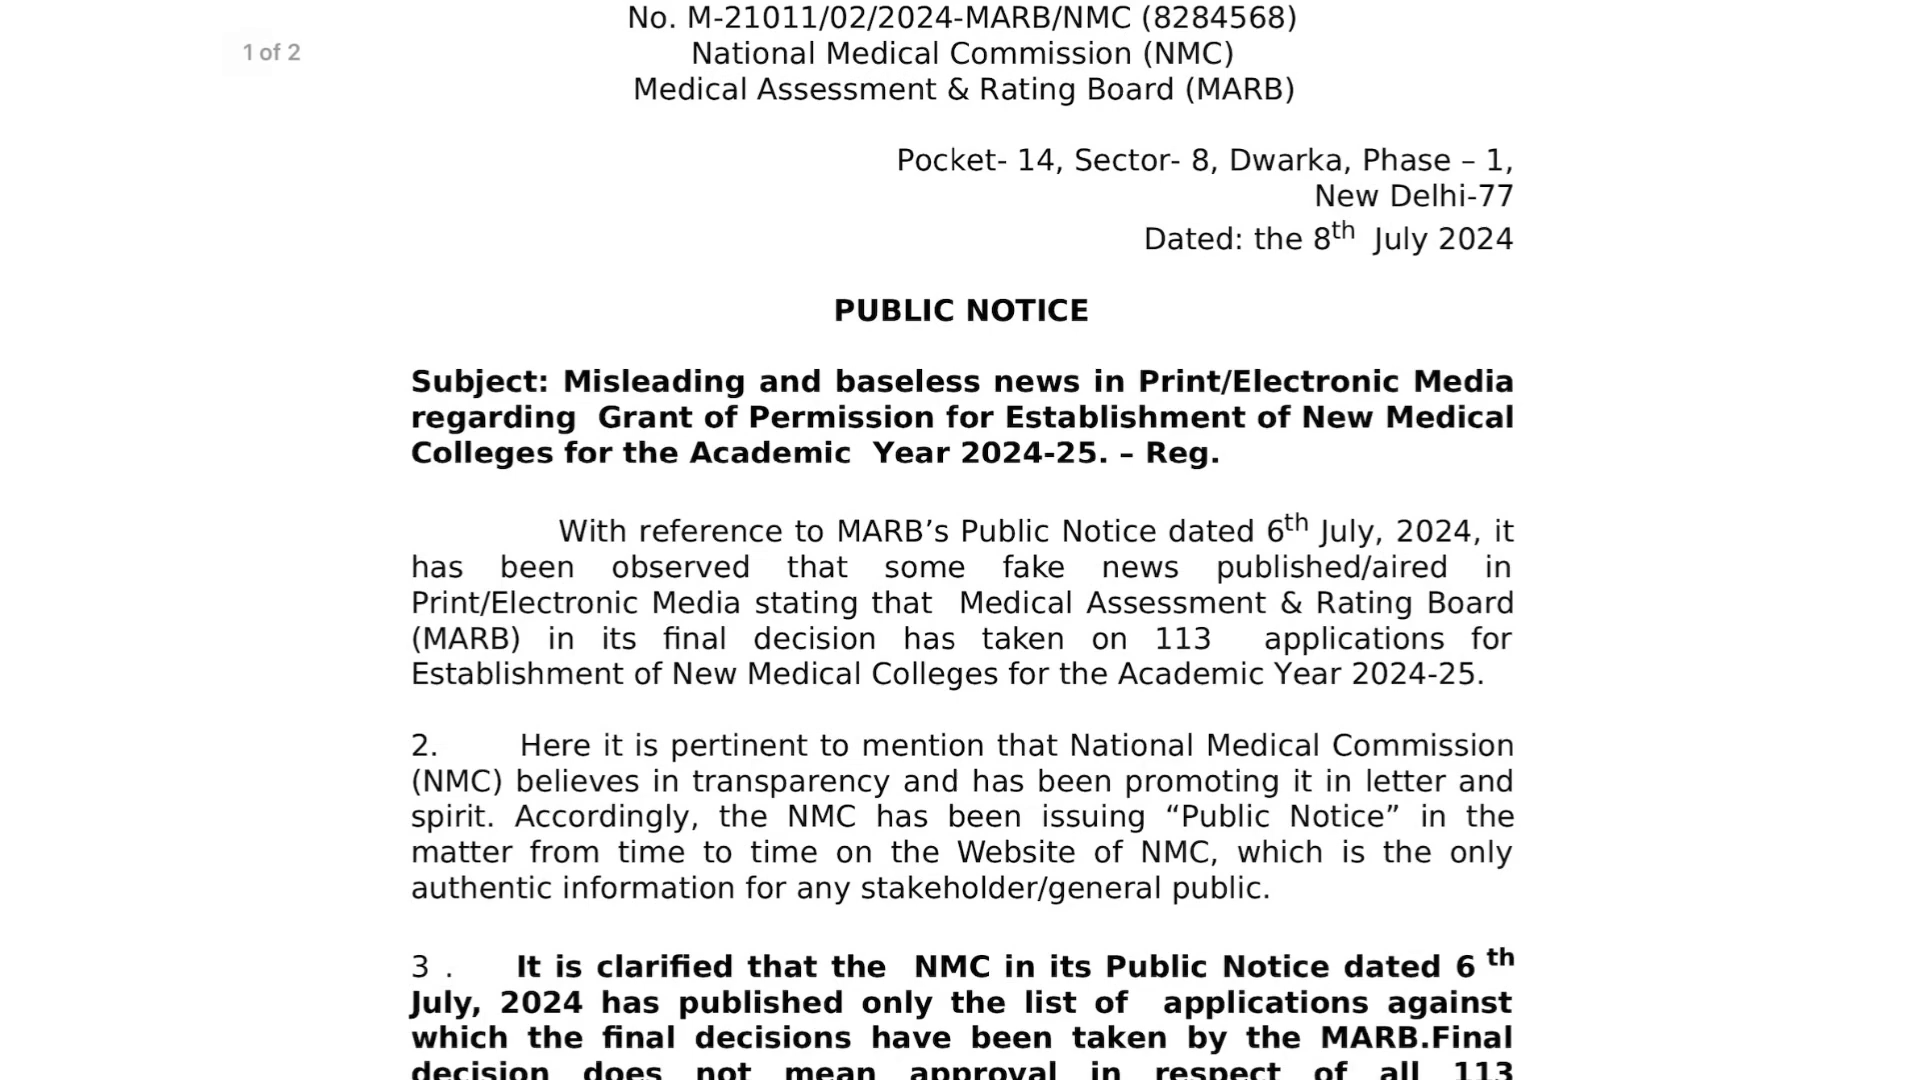 No. M-21011/02/2024-MARB/NMC (8284568)
1 of 2
National Medical Commission (NMC)
Medical Assessment & Rating Board (MARB)
Pocket- 14, Sector- 8, Dwarka, Phase – 1,
New Delhi-77
Dated: the 8th July 2024
PUBLIC NOTICE
Subject: Misleading and baseless news in Print/Electronic Media
regarding Grant of Permission for Establishment of New Medical
Colleges for the Academic Year 2024-25. – Reg.
With reference to MARB’s Public Notice dated 6th July, 2024, it
has been observed that some fake news published/aired in
Print/Electronic Media stating that Medical Assessment & Rating Board
(MARB) in its final decision has taken on 113 applications for
Establishment of New Medical Colleges for the Academic Year 2024-25.
2. Here it is pertinent to mention that National Medical Commission
(NMC) believes in transparency and has been promoting it in letter and
spirit. Accordingly, the NMC has been issuing “Public Notice” in the
matter from time to time on the Website of NMC, which is the only
authentic information for any stakeholder/general public.
3 . It is clarified that the NMC in its Public Notice dated 6 th
July, 2024 has published only the list of applications against
which the final decisions have been taken by the MARB.Final
decision does not mean approval in respect of all 113